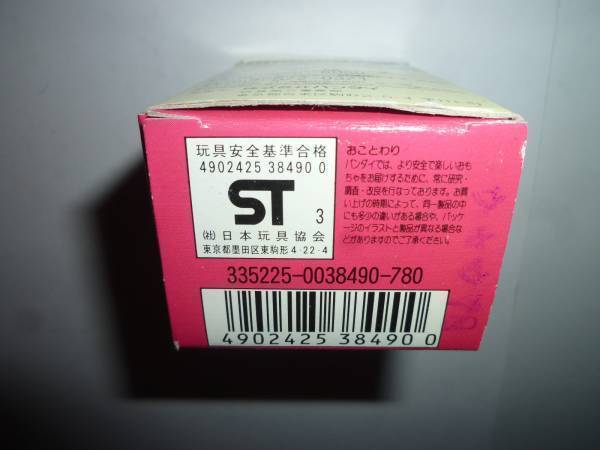 玩具安全基準合格
4902425 38490 0
ST 3
㈳日本玩具協会
東京都墨田区東駒形4-22-4
おことわり
バンダイでは、より安全で楽しいおも
ちゃをお届けするために、常に研究・
調査・改良を行なっております。お買
い上げの時期によって、同一製品の中
にも多少の違いがある場合や、パッケ
ージのイラストと製品が異なる場合な
どがありますのでご了承ください。
335225-0038490-780
4902425 38490 0